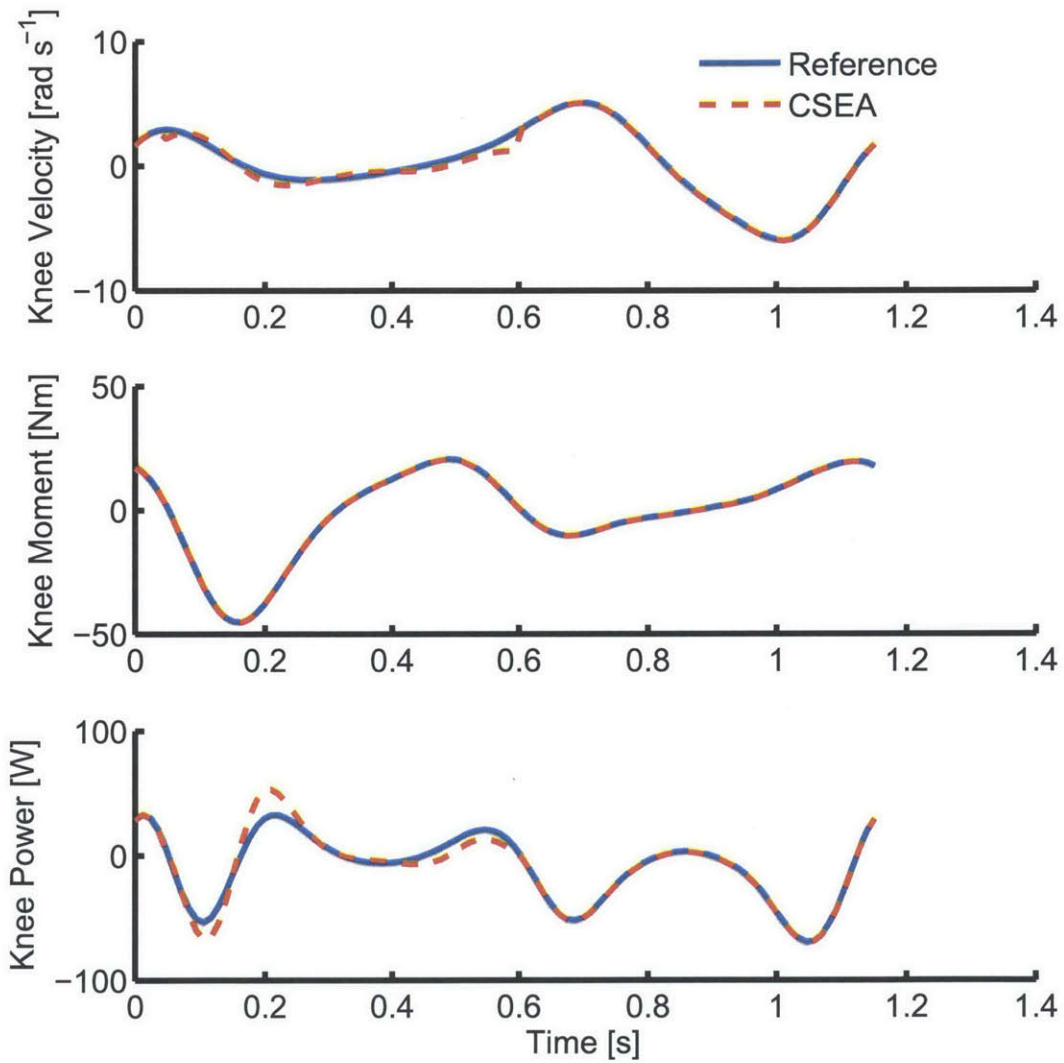 Knee Velocity [rad s⁻¹]
10
0
−10
Reference
CSEA
0 0.2 0.4 0.6 0.8 1 1.2 1.4
Knee Moment [Nm]
50
0
−50
0 0.2 0.4 0.6 0.8 1 1.2 1.4
Knee Power [W]
100
0
−100
0 0.2 0.4 0.6 0.8 1 1.2 1.4
Time [s]